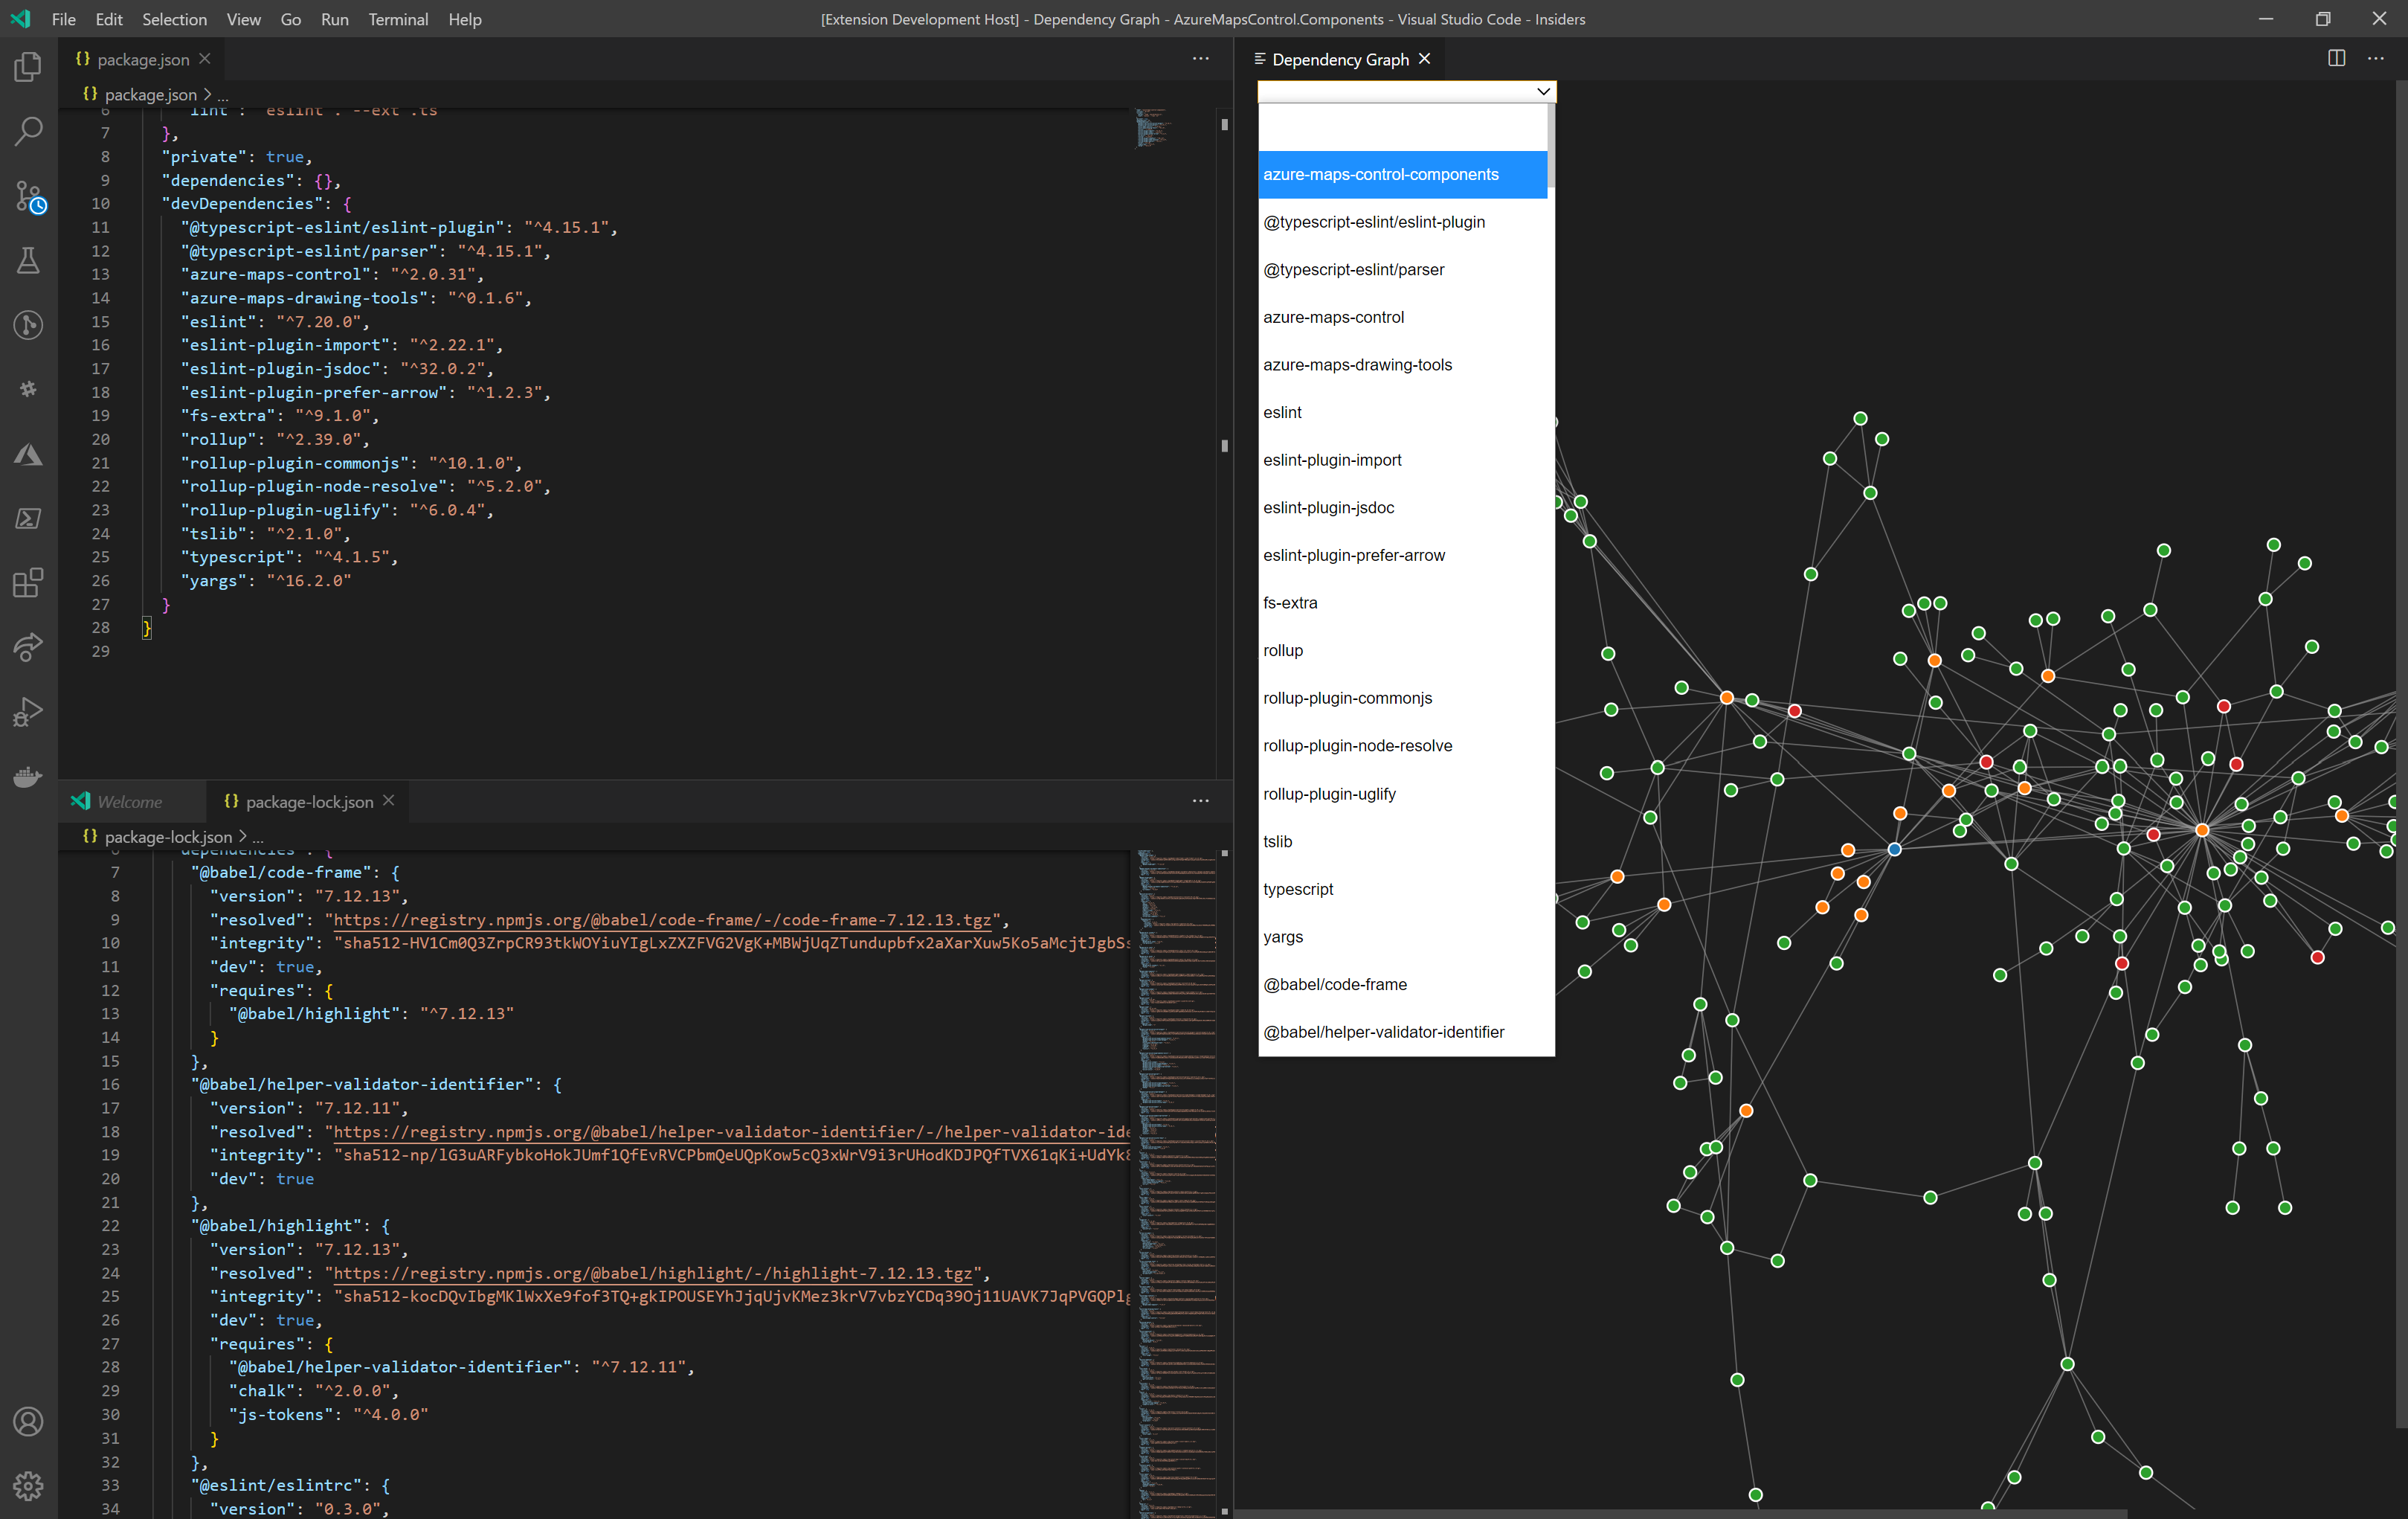 File Edit Selection View Go Run Terminal Help
[Extension Development Host] - Dependency Graph - AzureMapsControl.Components - Visual Studio Code - Insiders
{} package.json
{} package.json > ...
6 "lint": "eslint . --ext .ts"
7 },
8 "private": true,
9 "dependencies": {},
10 "devDependencies": {
11 "@typescript-eslint/eslint-plugin": "^4.15.1",
12 "@typescript-eslint/parser": "^4.15.1",
13 "azure-maps-control": "^2.0.31",
14 "azure-maps-drawing-tools": "^0.1.6",
15 "eslint": "^7.20.0",
16 "eslint-plugin-import": "^2.22.1",
17 "eslint-plugin-jsdoc": "^32.0.2",
18 "eslint-plugin-prefer-arrow": "^1.2.3",
19 "fs-extra": "^9.1.0",
20 "rollup": "^2.39.0",
21 "rollup-plugin-commonjs": "^10.1.0",
22 "rollup-plugin-node-resolve": "^5.2.0",
23 "rollup-plugin-uglify": "^6.0.4",
24 "tslib": "^2.1.0",
25 "typescript": "^4.1.5",
26 "yargs": "^16.2.0"
27 }
28 }
29
Welcome
{} package-lock.json
{} package-lock.json > ...
6 "dependencies": {
7 "@babel/code-frame": {
8 "version": "7.12.13",
9 "resolved": "https://registry.npmjs.org/@babel/code-frame/-/code-frame-7.12.13.tgz",
10 "integrity": "sha512-HV1Cm0Q3ZrpCR93tkWOYiuYIgLxZXZFVG2VgK+MBWjUqZTundupbfx2aXarXuw5Ko5aMcjtJgbSs
11 "dev": true,
12 "requires": {
13 "@babel/highlight": "^7.12.13"
14 }
15 },
16 "@babel/helper-validator-identifier": {
17 "version": "7.12.11",
18 "resolved": "https://registry.npmjs.org/@babel/helper-validator-identifier/-/helper-validator-ide
19 "integrity": "sha512-np/lG3uARFybkoHokJUmf1QfEvRVCPbmQeUQpKow5cQ3xWrV9i3rUHodKDJPQfTVX61qKi+UdYk8
20 "dev": true
21 },
22 "@babel/highlight": {
23 "version": "7.12.13",
24 "resolved": "https://registry.npmjs.org/@babel/highlight/-/highlight-7.12.13.tgz",
25 "integrity": "sha512-kocDQvIbgMKlWxXe9fof3TQ+gkIPOUSEYhJjqUjvKMez3krV7vbzYCDq39Oj11UAVK7JqPVGQPlg
26 "dev": true,
27 "requires": {
28 "@babel/helper-validator-identifier": "^7.12.11",
29 "chalk": "^2.0.0",
30 "js-tokens": "^4.0.0"
31 }
32 },
33 "@eslint/eslintrc": {
34 "version": "0.3.0",
Dependency Graph
azure-maps-control-components
@typescript-eslint/eslint-plugin
@typescript-eslint/parser
azure-maps-control
azure-maps-drawing-tools
eslint
eslint-plugin-import
eslint-plugin-jsdoc
eslint-plugin-prefer-arrow
fs-extra
rollup
rollup-plugin-commonjs
rollup-plugin-node-resolve
rollup-plugin-uglify
tslib
typescript
yargs
@babel/code-frame
@babel/helper-validator-identifier